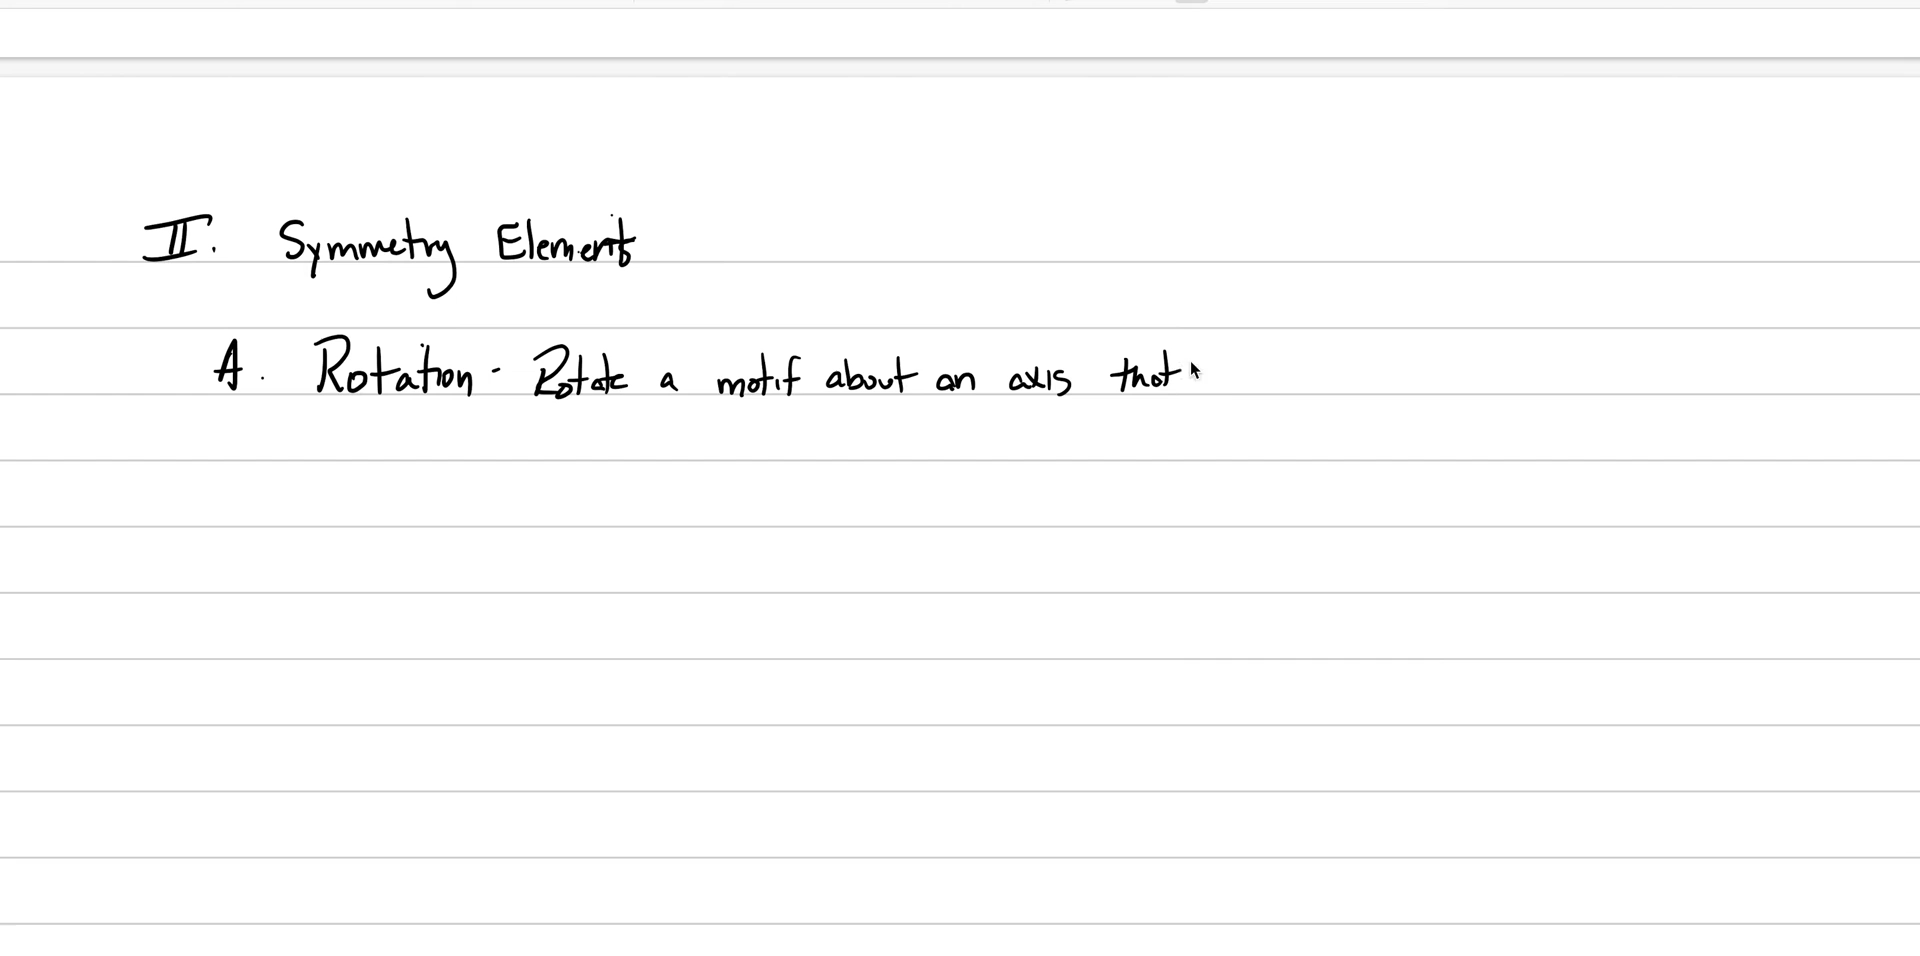 II. Symmetry Elements
A. Rotation - Rotate a motif about an axis that